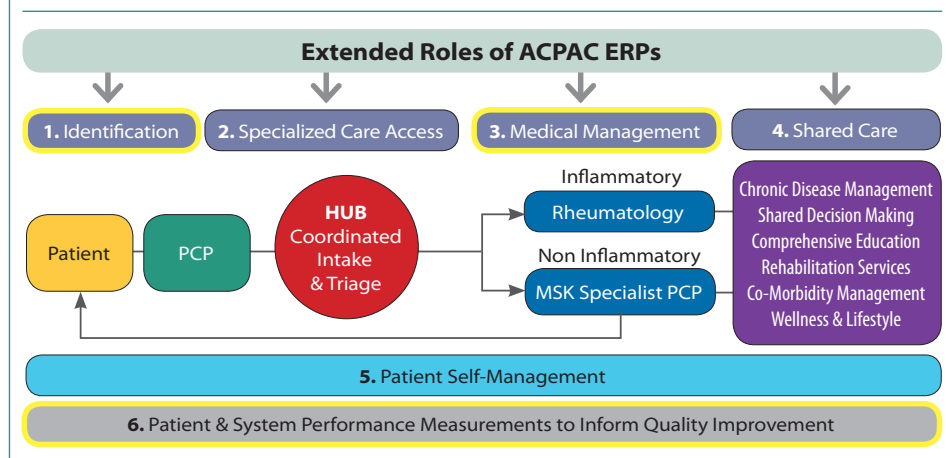 Extended Roles of ACPAC ERPs
1. Identification
2. Specialized Care Access
3. Medical Management
4. Shared Care
Patient
PCP
HUB
Coordinated
Intake
& Triage
Inflammatory
Rheumatology
Non Inflammatory
MSK Specialist PCP
Chronic Disease Management
Shared Decision Making
Comprehensive Education
Rehabilitation Services
Co-Morbidity Management
Wellness & Lifestyle
5. Patient Self-Management
6. Patient & System Performance Measurements to Inform Quality Improvement